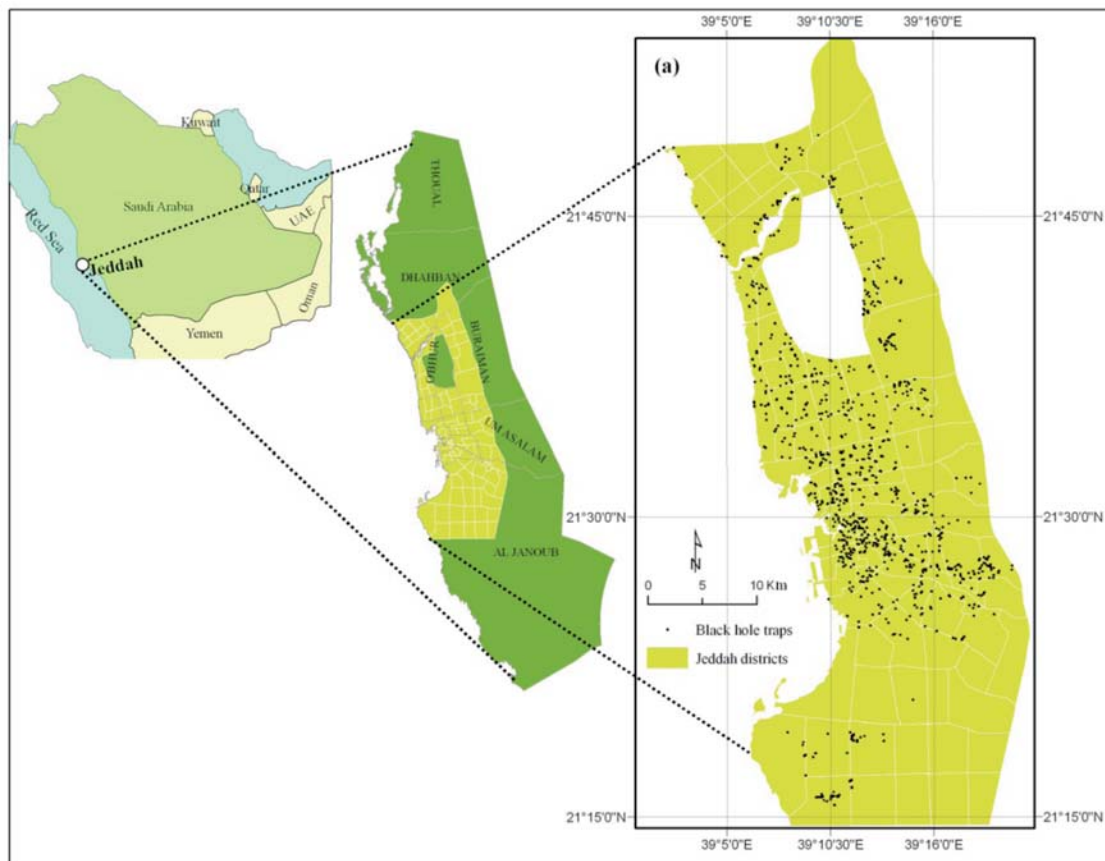 Kuwait
Qatar
Saudi Arabia
UAE
Red Sea
Jeddah
Oman
Yemen
THOUAL
DHAHBAN
BURAIMAN
OBHUR
UM ASALAM
AL JANOUB
39°5'0"E 39°10'30"E 39°16'0"E
(a)
21°45'0"N 21°45'0"N
21°30'0"N 21°30'0"N
N
0 5 10 Km
Black hole traps
Jeddah districts
21°15'0"N 21°15'0"N
39°5'0"E 39°10'30"E 39°16'0"E